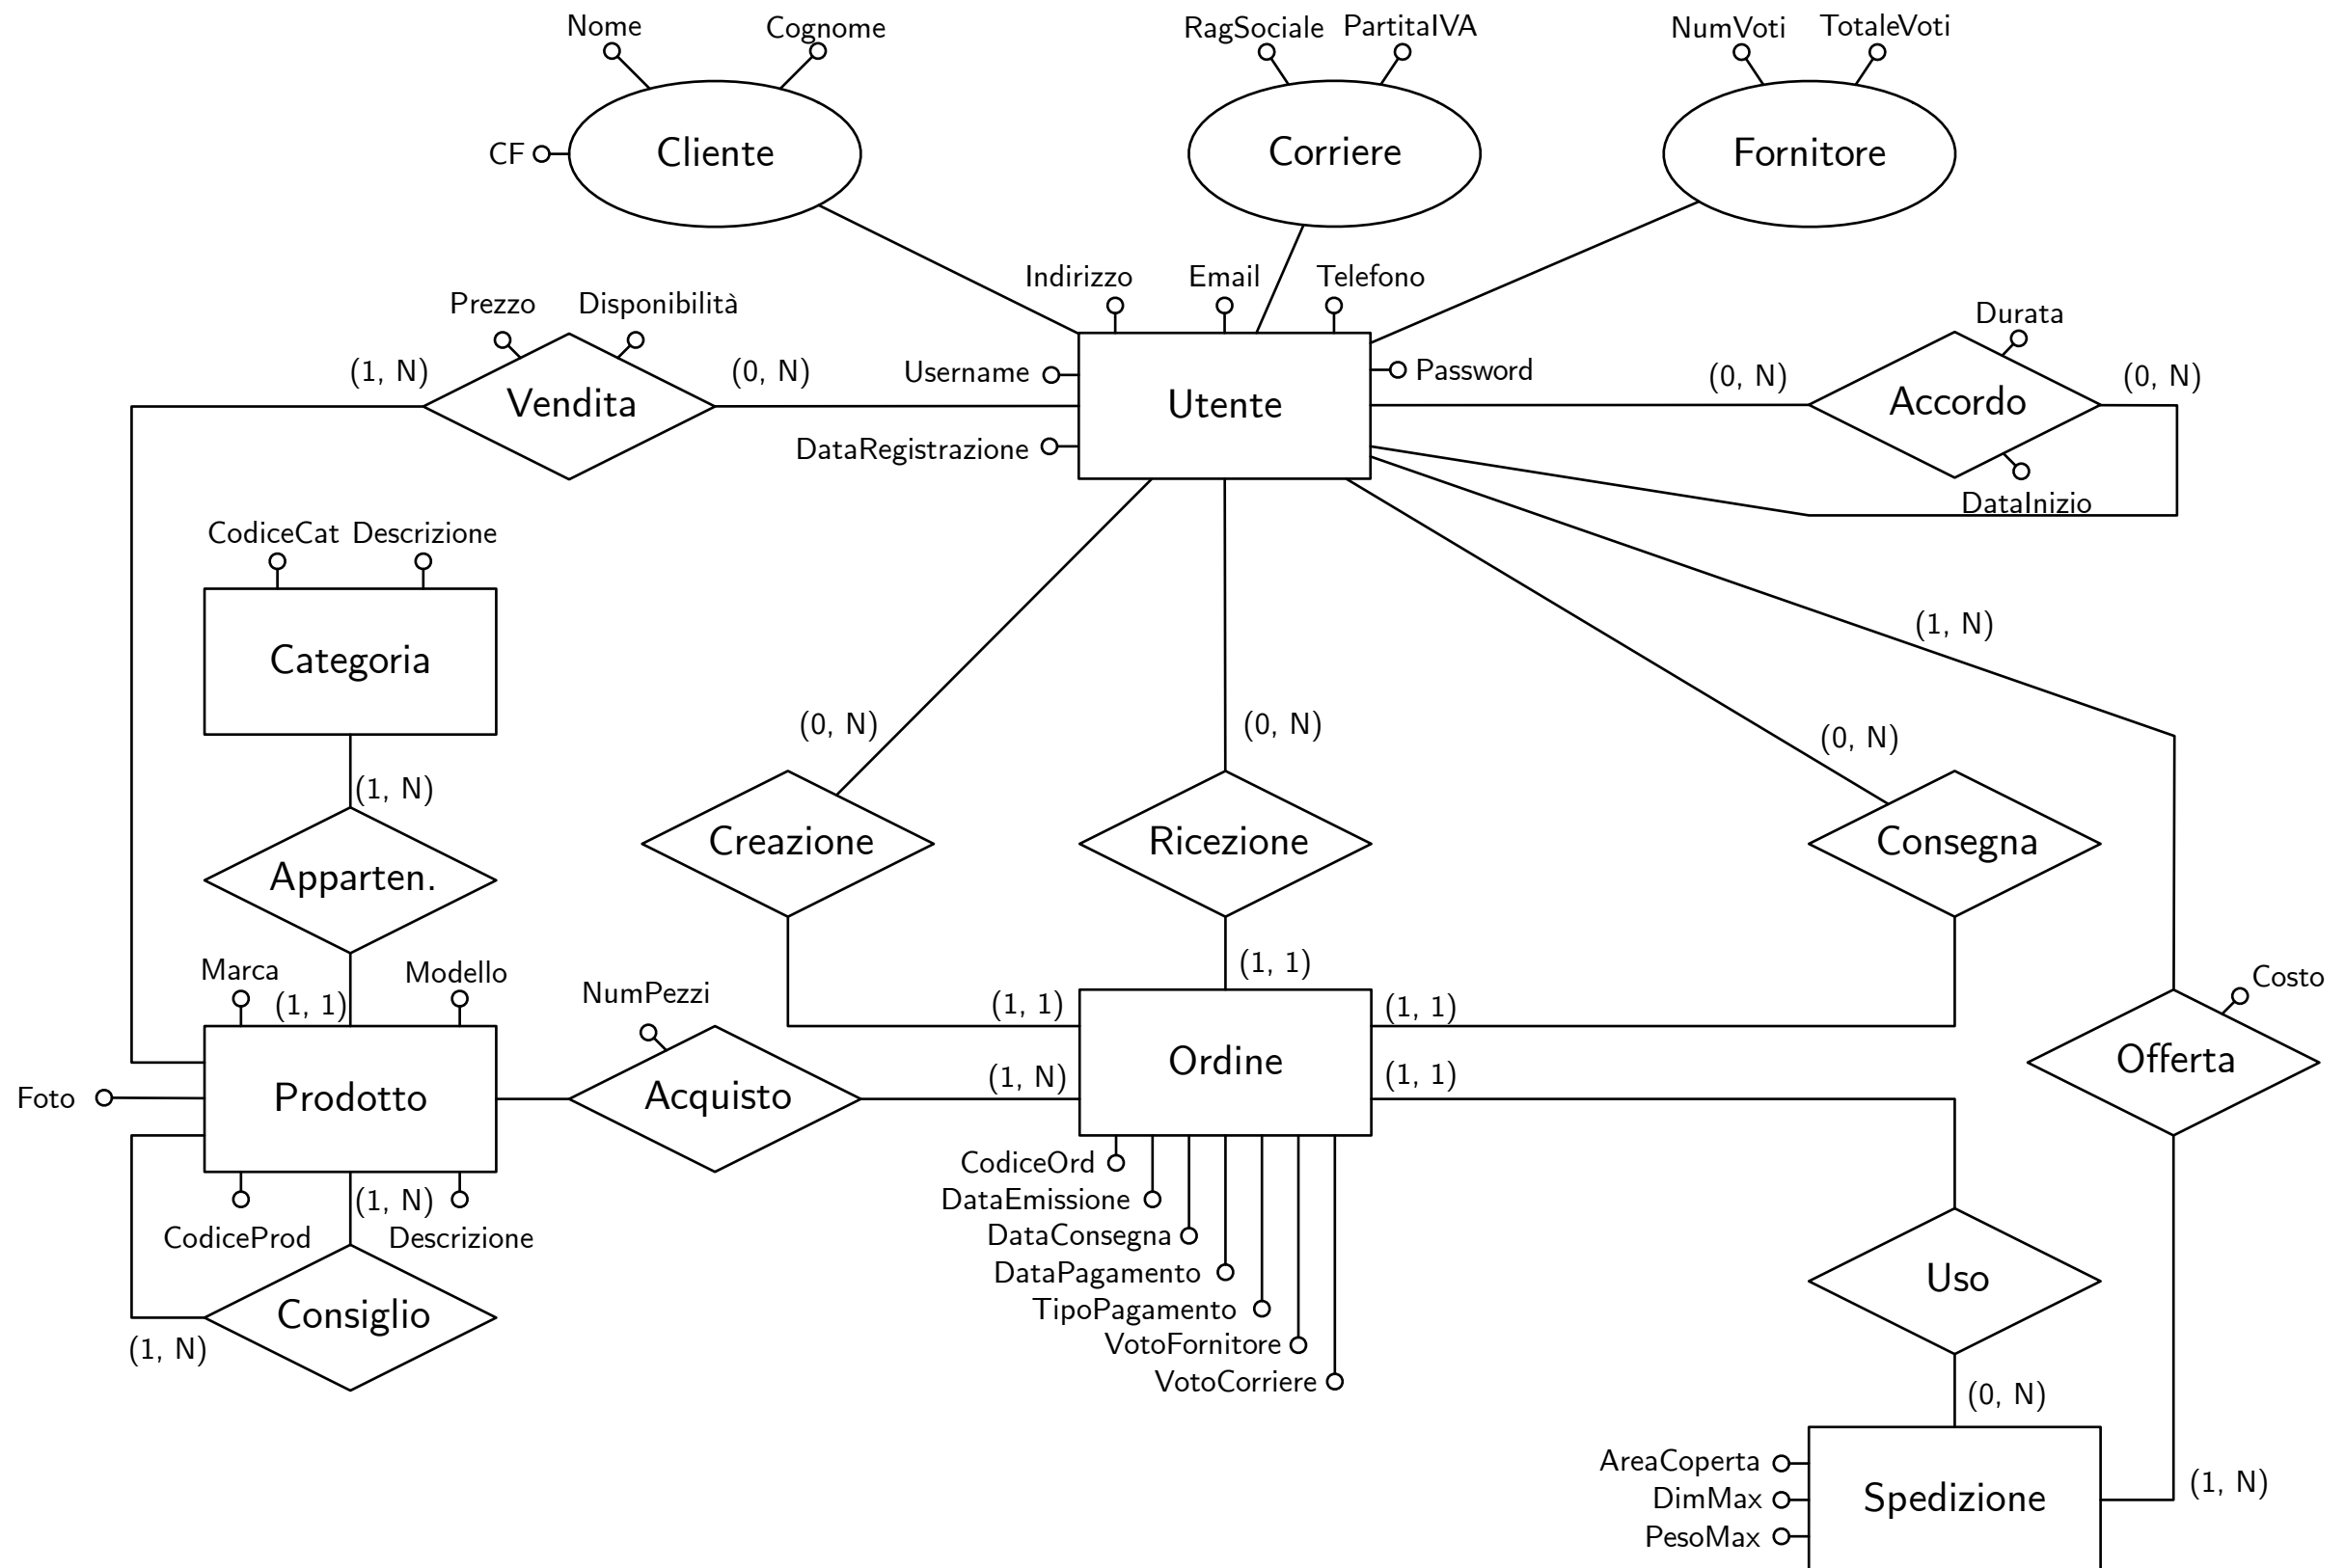 Nome
Cognome
RagSociale
PartitaIVA
NumVoti
TotaleVoti
CF
Cliente
Corriere
Fornitore
Indirizzo
Email
Telefono
Prezzo
Disponibilità
Durata
(1, N)
Vendita
(0, N)
Username
Utente
Password
(0, N)
Accordo
(0, N)
DataRegistrazione
DataInizio
CodiceCat
Descrizione
Categoria
(1, N)
(0, N)
(0, N)
(0, N)
(1, N)
Apparten.
Creazione
Ricezione
Consegna
Marca
(1, 1)
Modello
NumPezzi
(1, 1)
(1, 1)
(1, 1)
Costo
Foto
Prodotto
Acquisto
(1, N)
Ordine
(1, 1)
Offerta
CodiceProd
(1, N)
Descrizione
Consiglio
(1, N)
CodiceOrd
DataEmissione
DataConsegna
DataPagamento
TipoPagamento
VotoFornitore
VotoCorriere
Uso
(0, N)
AreaCoperta
DimMax
PesoMax
Spedizione
(1, N)